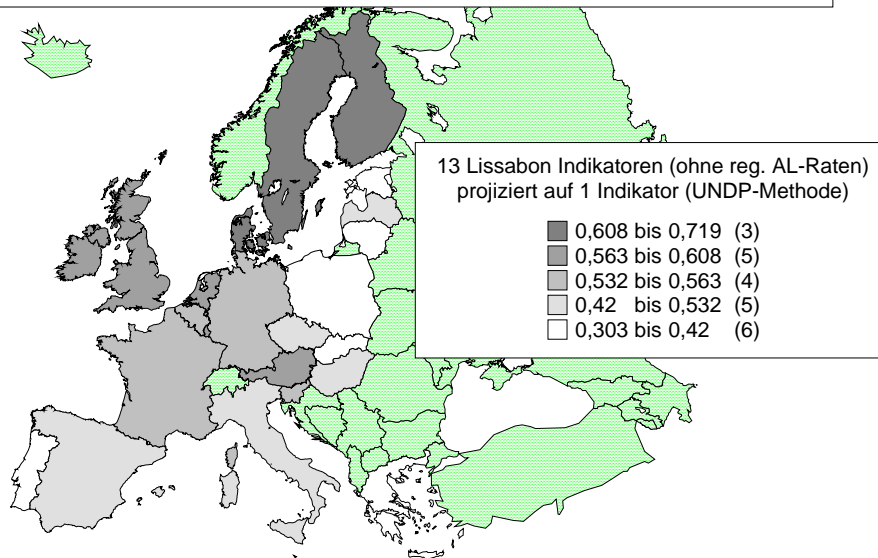 13 Lissabon Indikatoren (ohne reg. AL-Raten)
projiziert auf 1 Indikator (UNDP-Methode)
0,608 bis 0,719 (3)
0,563 bis 0,608 (5)
0,532 bis 0,563 (4)
0,42 bis 0,532 (5)
0,303 bis 0,42 (6)